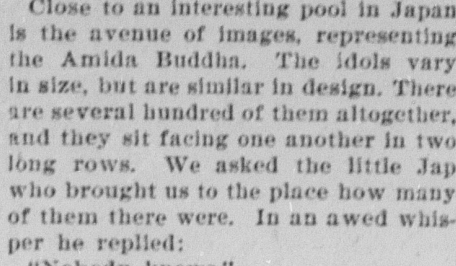 Close to an interesting pool in Japan
is the avenue of images, representing
the Amida Buddha. The idols vary
in size, but are similar in design. There
are several hundred of them altogether,
and they sit facing one another in two
long rows. We asked the little Jap
who brought us to the place how many
of them there were. In an awed whis-
per he replied: